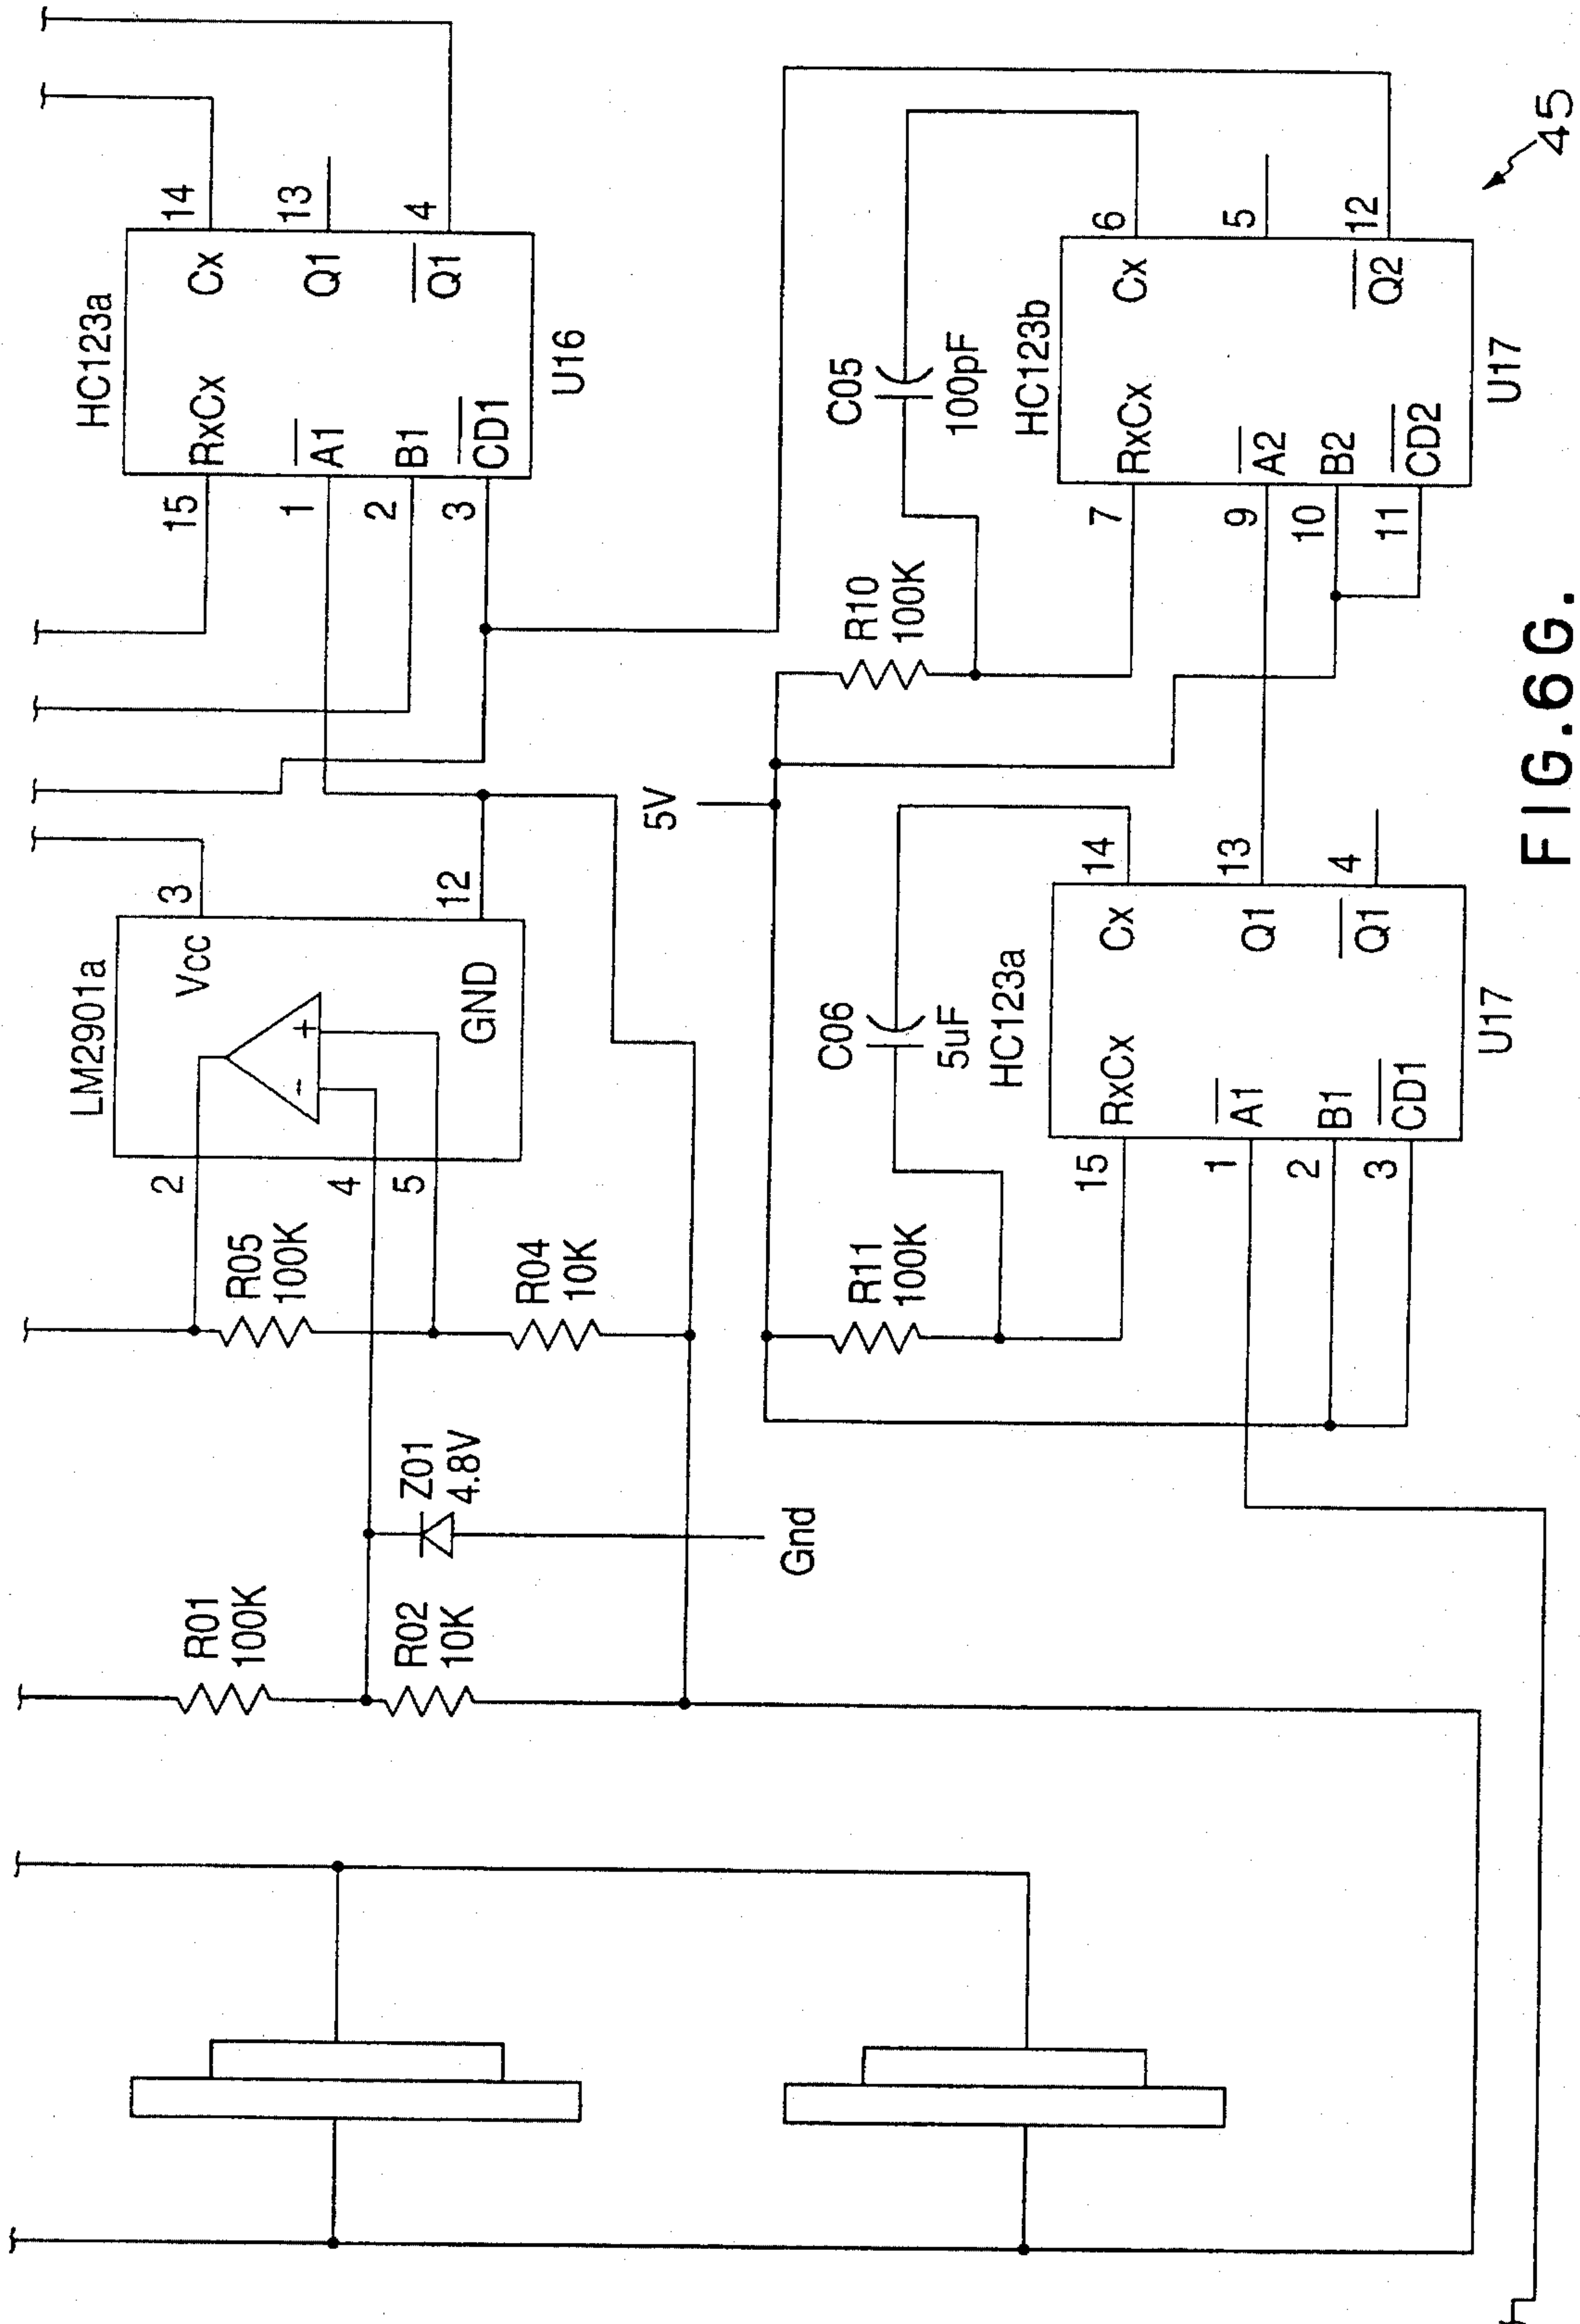 HC123a
15
RxCx
Cx
14
1
A1
Q1
13
2
B1
3
CD1
Q1
4
U16
LM2901a
2
Vcc
3
-
+
4
5
GND
12
R01
100K
R02
10K
Z01
4.8V
R05
100K
R04
10K
Gnd
5V
R11
100K
C06
5uF
HC123a
15
RxCx
Cx
14
1
A1
Q1
13
2
B1
3
CD1
Q1
4
U17
R10
100K
C05
100pF
HC123b
7
RxCx
Cx
6
9
A2
5
10
B2
11
CD2
Q2
12
U17
45
FIG.6G.